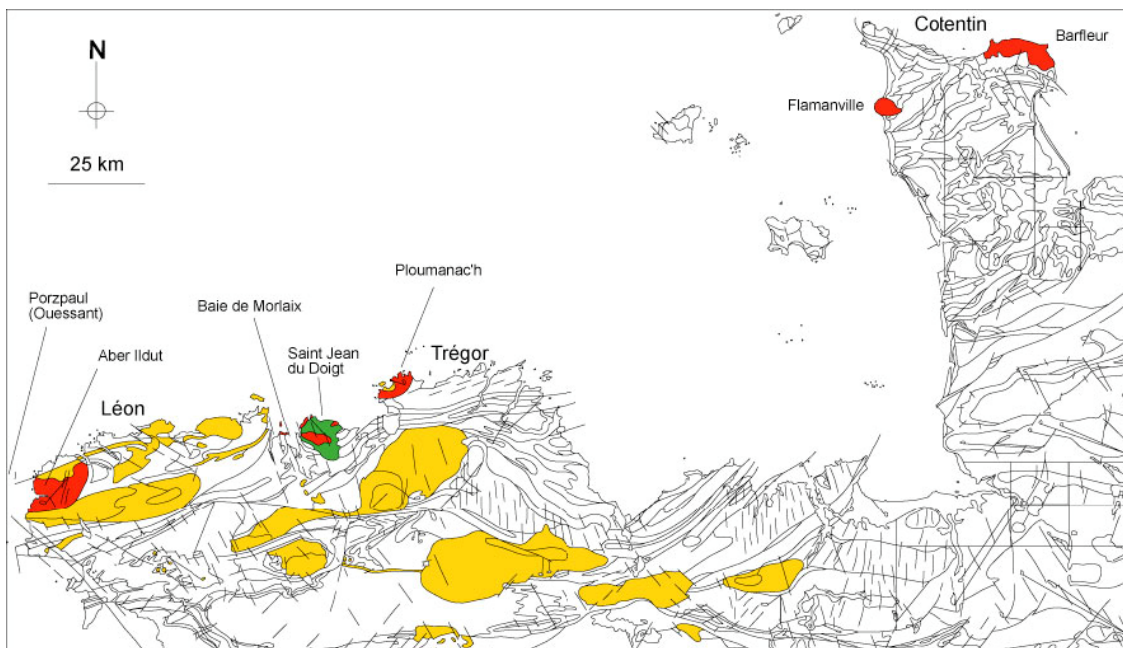 Cotentin
Barfleur
N
Flamanville
25 km
Ploumanac'h
Porzpaul
(Ouessant)
Baie de Morlaix
Aber Ildut
Saint Jean
du Doigt
Trégor
Léon